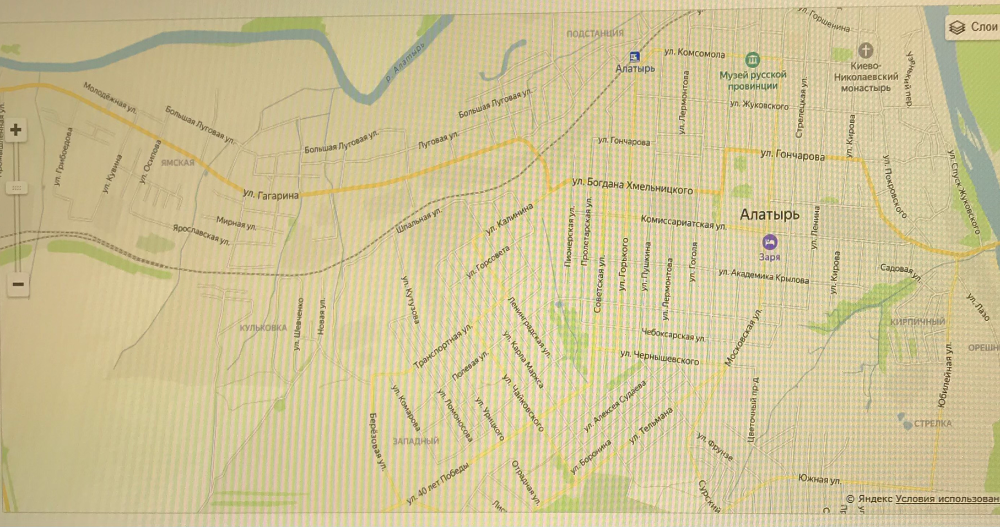 ул. Горшенина
Слои
ПОДСТАНЦИЯ
ул. Комсомола
р. Алатырь
Алатырь
Музей русской
провинции
Киево-
Николаевский
монастырь
Узенький пер.
Молодёжная ул.
Большая Луговая ул.
Большая Луговая ул.
ул. Лермонтова
ул. Жуковского
Стрелецкая ул.
ул. Кирова
ул. Грибоедова
ул. Кувина
ул. Осипова
ЯМСКАЯ
Большая Луговая ул.
Луговая ул.
ул. Гончарова
ул. Гончарова
ул. Покровского
ул. Спуск Жуковского
ул. Гагарина
ул. Богдана Хмельницкого
Алатырь
Мирная ул.
Ярославская ул.
Шпальная ул.
ул. Калинина
Пионерская ул.
Пролетарская ул.
Комиссариатская ул.
ул. Ленина
Заря
ул. Горсовета
Советская ул.
ул. Горького
ул. Пушкина
ул. Лермонтова
ул. Гоголя
ул. Академика Крылова
ул. Кирова
Садовая ул.
ул. Кутузова
Ленинградская ул.
ул. Лазо
КУЛЬКОВКА
ул. Шевченко
Новая ул.
КИРПИЧНЫЙ
Транспортная ул.
ул. Карла Маркса
Чебоксарская ул.
Московская ул.
ОРЕШН
Полевая ул.
ул. Чернышевского
Юбилейная ул.
ул. Чайковского
ул. Комарова
ул. Ломоносова
ул. Урицкого
ул. Алексея Судаева
Цветочный пр-д
Берёзовая ул.
ЗАПАДНЫЙ
ул. Тельмана
СТРЕЛКА
ул. Фрунзе
ул. Воронина
ул. 40 лет Победы
Отрадная ул.
Южная ул.
Сурский
© Яндекс Условия использован